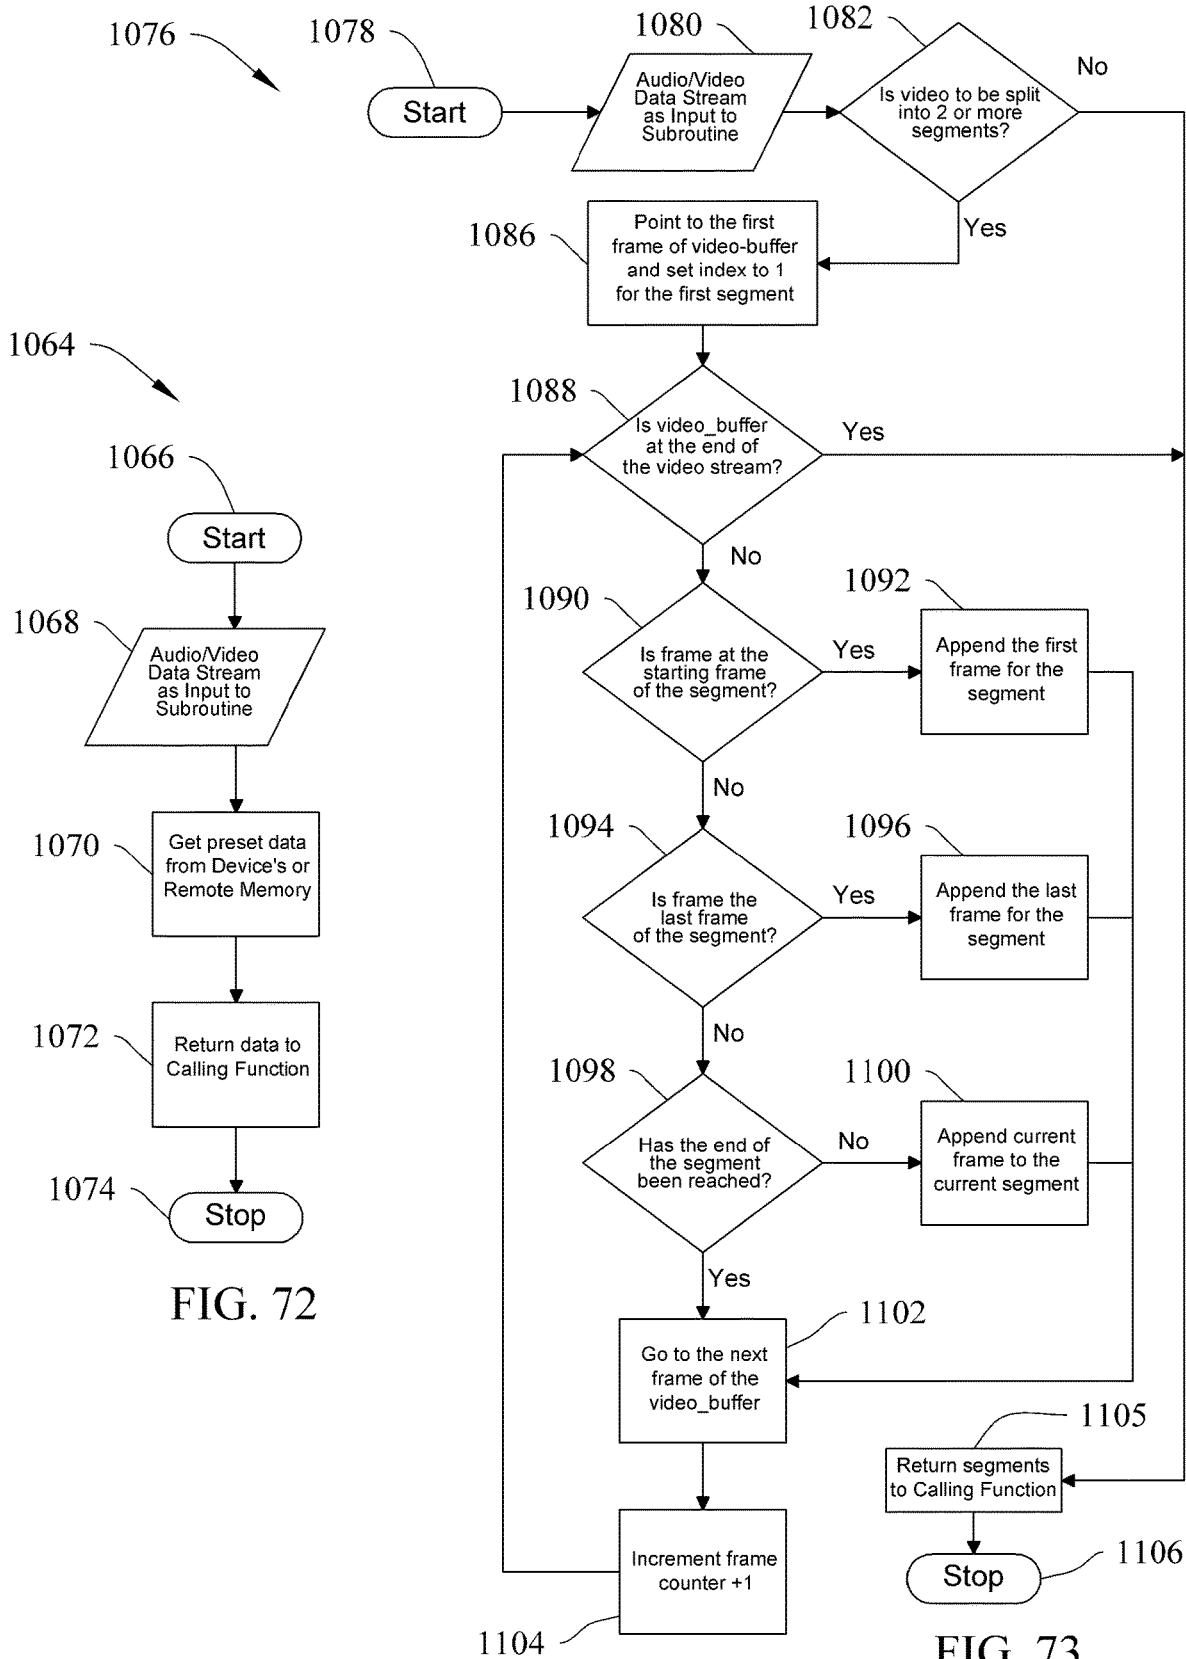 1076
1078
1080
1082
Start
Audio/Video
Data Stream
as Input to
Subroutine
Is video to be split
into 2 or more
segments?
No
Yes
1086
Point to the first
frame of video-buffer
and set index to 1
for the first segment
1088
Is video_buffer
at the end of
the video stream?
Yes
No
1090
Is frame at the
starting frame
of the segment?
Yes
1092
Append the first
frame for the
segment
No
1094
Is frame the
last frame
of the segment?
Yes
1096
Append the last
frame for the
segment
No
1098
Has the end of
the segment
been reached?
No
1100
Append current
frame to the
current segment
Yes
1102
Go to the next
frame of the
video_buffer
Increment frame
counter +1
1104
1105
Return segments
to Calling Function
Stop
1106
FIG. 73
1064
1066
Start
1068
Audio/Video
Data Stream
as Input to
Subroutine
1070
Get preset data
from Device's or
Remote Memory
1072
Return data to
Calling Function
1074
Stop
FIG. 72